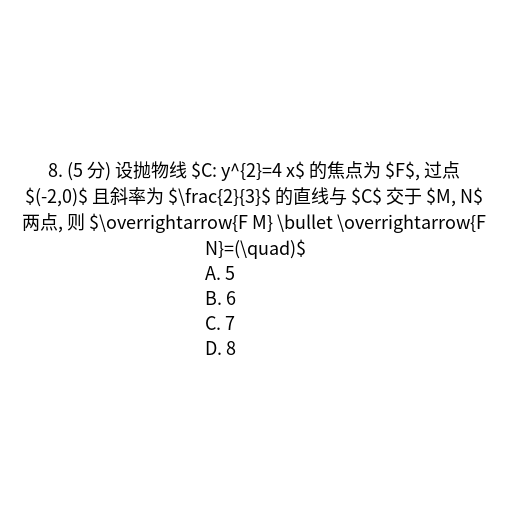 8. (5 分) 设抛物线 $C: y^{2}=4 x$ 的焦点为 $F$, 过点
$(-2,0)$ 且斜率为 $\frac{2}{3}$ 的直线与 $C$ 交于 $M, N$
两点, 则 $\overrightarrow{F M} \bullet \overrightarrow{F
N}=(\quad)$
A. 5
B. 6
C. 7
D. 8